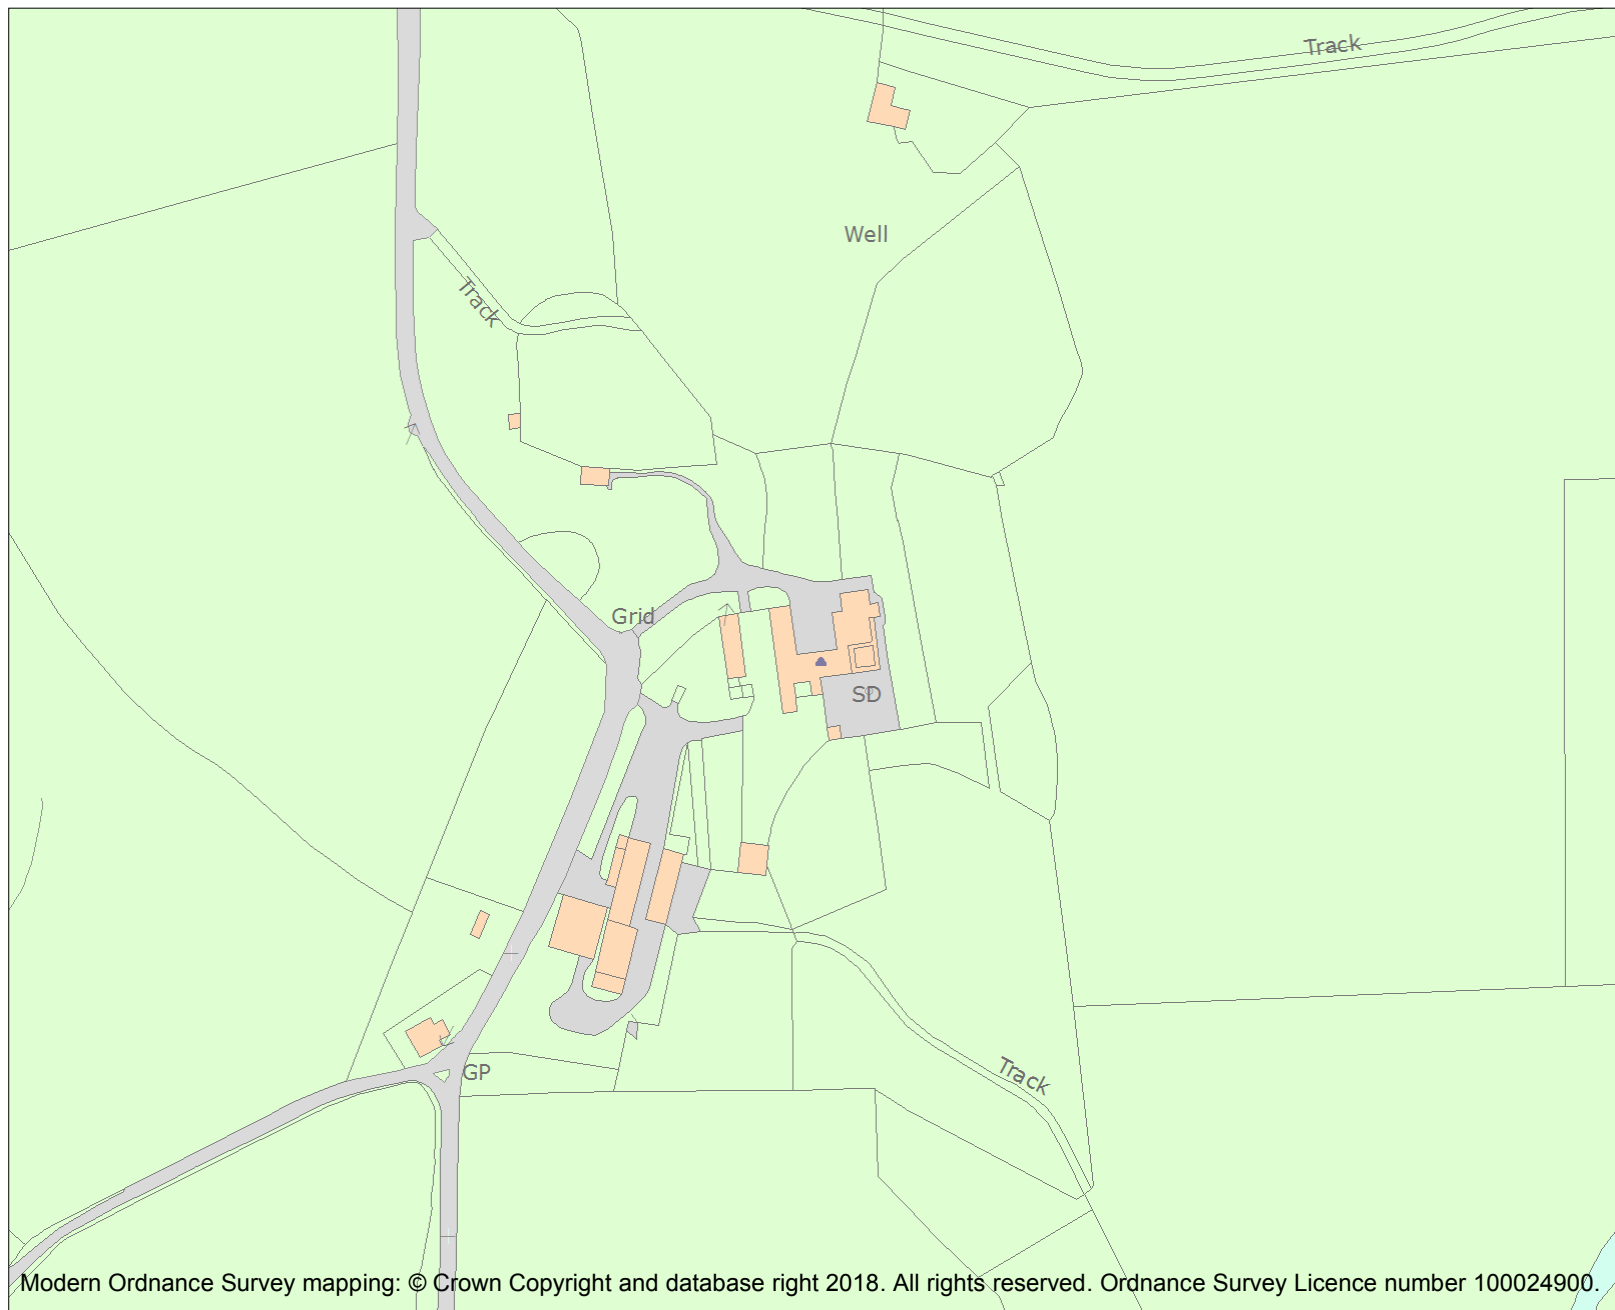 Track
Well
Track
Grid
SD
Track
GP
Modern Ordnance Survey mapping: © Crown Copyright and database right 2018. All rights reserved. Ordnance Survey Licence number 100024900.